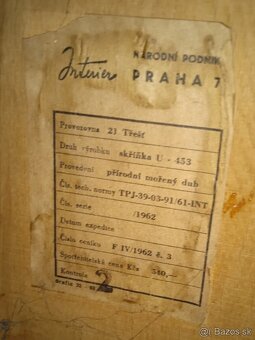 Interier
NÁRODNÍ PODNIK
PRAHA 7
Provozovna 23 Třešť
Druh výrobku skříňka U - 453
Provedení přírodní mořený dub
Čís. tech. normy TPJ-39-03-91/61-INT
Čís. serie /1962
Datum expedice
Číslo ceníku F IV/1962 č. 3
Spotřebitelská cena Kčs 340,—
Kontrola 2
© Bazos.sk